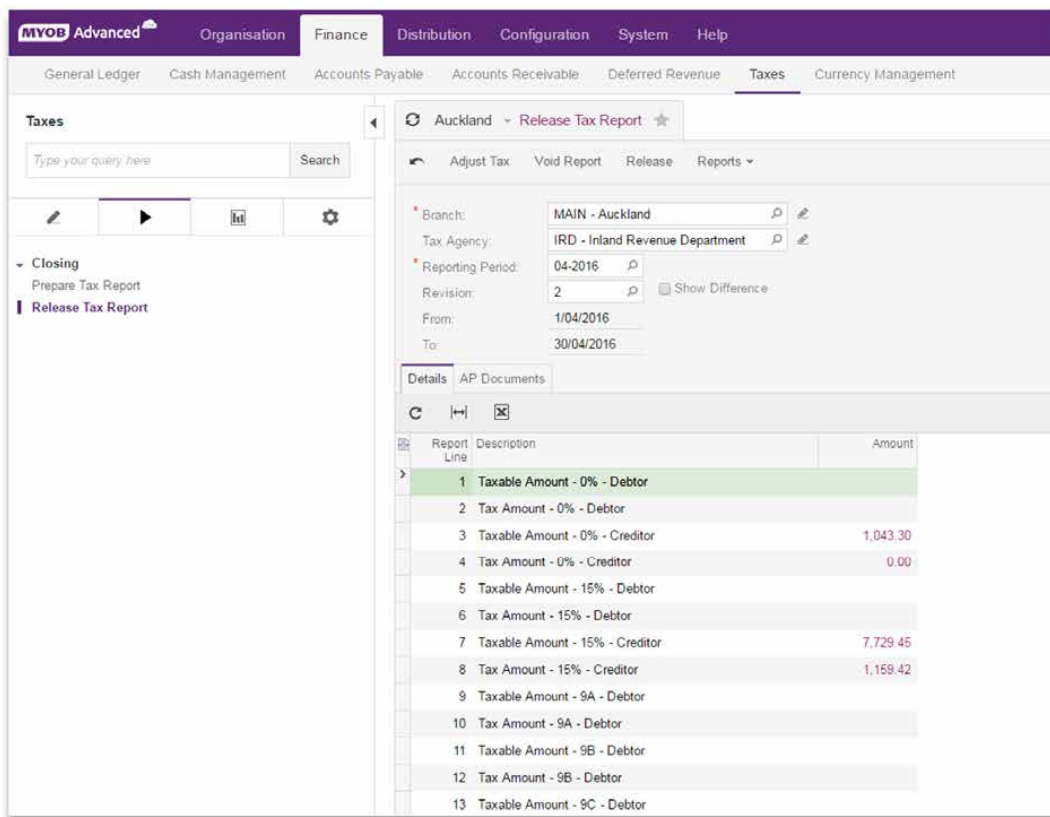 MYOB Advanced
Organisation Finance Distribution Configuration System Help
General Ledger Cash Management Accounts Payable Accounts Receivable Deferred Revenue Taxes Currency Management
Taxes
Type your query here Search
Closing
Prepare Tax Report
Release Tax Report
Auckland Release Tax Report
Adjust Tax Void Report Release Reports
* Branch: MAIN - Auckland
Tax Agency: IRD - Inland Revenue Department
* Reporting Period: 04-2016
Revision: 2 Show Difference
From: 1/04/2016
To: 30/04/2016
Details AP Documents
Report Line Description Amount
1 Taxable Amount - 0% - Debtor
2 Tax Amount - 0% - Debtor
3 Taxable Amount - 0% - Creditor 1,043.30
4 Tax Amount - 0% - Creditor 0.00
5 Taxable Amount - 15% - Debtor
6 Tax Amount - 15% - Debtor
7 Taxable Amount - 15% - Creditor 7,729.45
8 Tax Amount - 15% - Creditor 1,159.42
9 Taxable Amount - 9A - Debtor
10 Tax Amount - 9A - Debtor
11 Taxable Amount - 9B - Debtor
12 Tax Amount - 9B - Debtor
13 Taxable Amount - 9C - Debtor